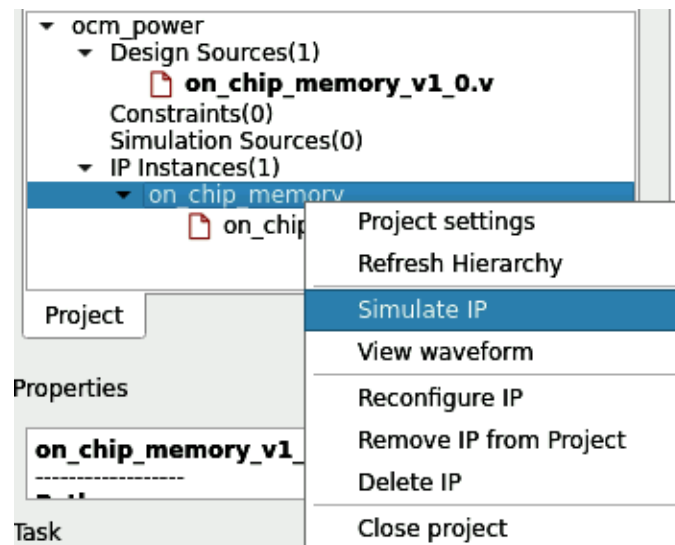 ocm_power
Design Sources(1)
on_chip_memory_v1_0.v
Constraints(0)
Simulation Sources(0)
IP Instances(1)
on_chip_memory
on_chip
Project
Properties
on_chip_memory_v1_
------------------
Task
Project settings
Refresh Hierarchy
Simulate IP
View waveform
Reconfigure IP
Remove IP from Project
Delete IP
Close project